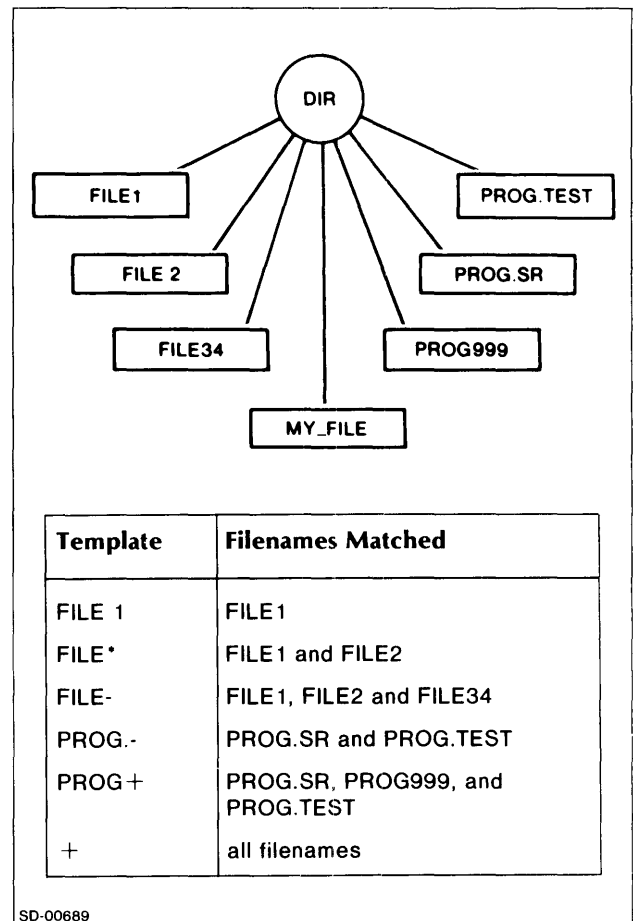 DIR
FILE1
PROG.TEST
FILE 2
PROG.SR
FILE34
PROG999
MY_FILE
Template Filenames Matched
FILE 1 FILE1
FILE* FILE1 and FILE2
FILE- FILE1, FILE2 and FILE34
PROG.- PROG.SR and PROG.TEST
PROG+ PROG.SR, PROG999, and
PROG.TEST
+ all filenames
SD-00689